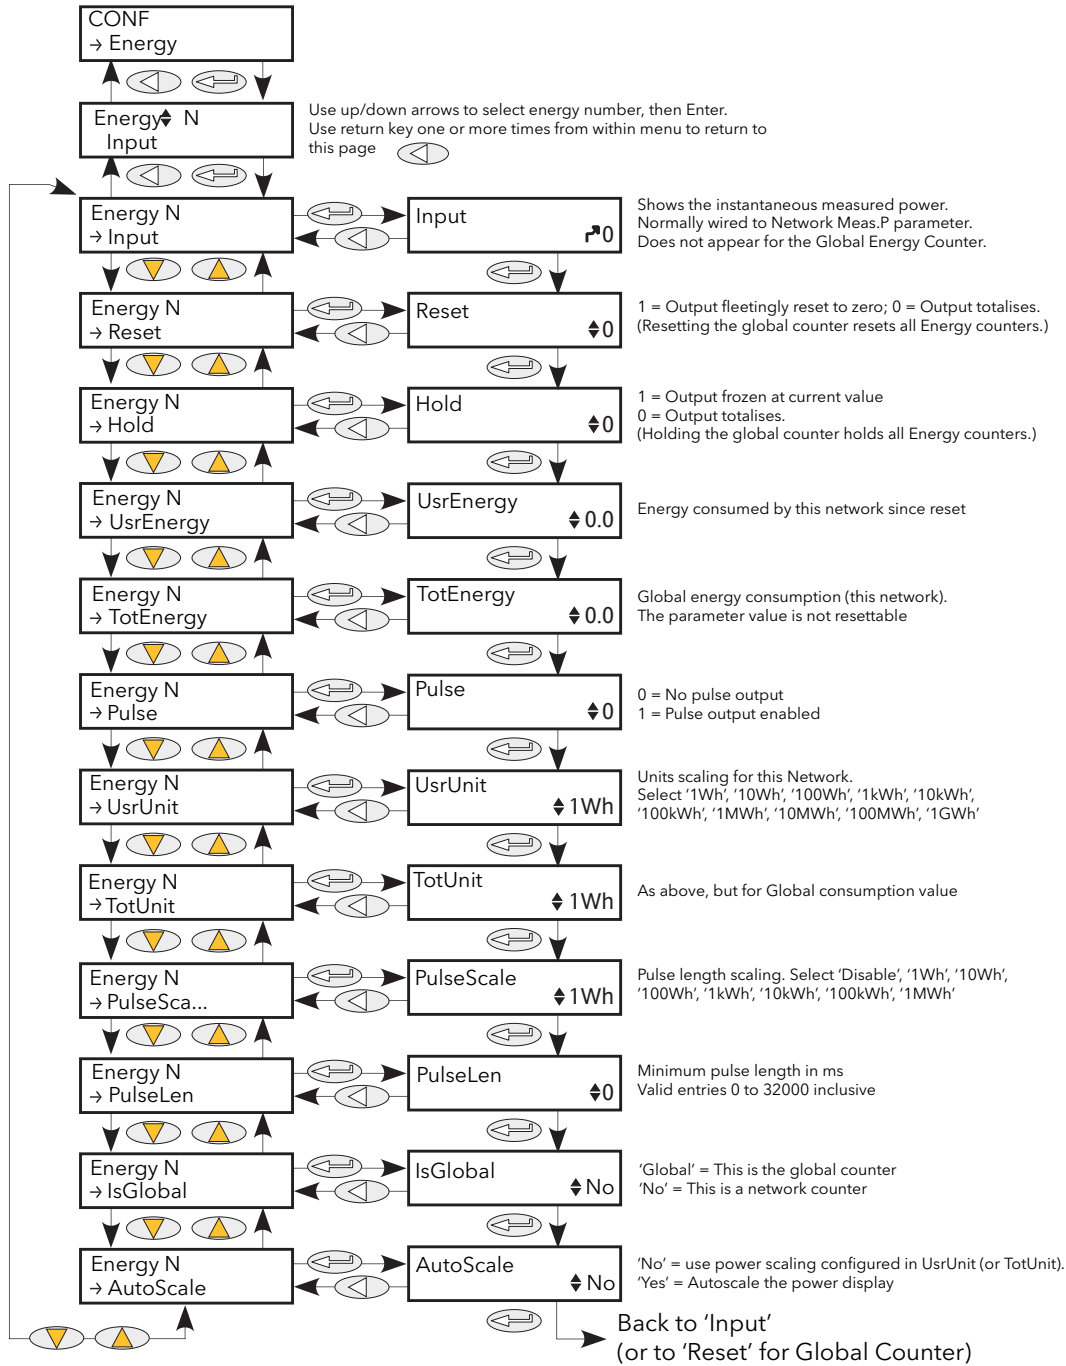 CONF
→ Energy
Energy N
Input
Use up/down arrows to select energy number, then Enter.
Use return key one or more times from within menu to return to
this page
Energy N
→ Input
Input
0
Shows the instantaneous measured power.
Normally wired to Network Meas.P parameter.
Does not appear for the Global Energy Counter.
Energy N
→ Reset
Reset
0
1 = Output fleetingly reset to zero; 0 = Output totalises.
(Resetting the global counter resets all Energy counters.)
Energy N
→ Hold
Hold
0
1 = Output frozen at current value
0 = Output totalises.
(Holding the global counter holds all Energy counters.)
Energy N
→ UsrEnergy
UsrEnergy
0.0
Energy consumed by this network since reset
Energy N
→ TotEnergy
TotEnergy
0.0
Global energy consumption (this network).
The parameter value is not resettable
Energy N
→ Pulse
Pulse
0
0 = No pulse output
1 = Pulse output enabled
Energy N
→ UsrUnit
UsrUnit
1Wh
Units scaling for this Network.
Select ‘1Wh’, ‘10Wh’, ‘100Wh’, ‘1kWh’, ‘10kWh’,
‘100kWh’, ‘1MWh’, ‘10MWh’, ‘100MWh’, ‘1GWh’
Energy N
→ TotUnit
TotUnit
1Wh
As above, but for Global consumption value
Energy N
→ PulseSca...
PulseScale
1Wh
Pulse length scaling. Select ‘Disable’, ‘1Wh’, ‘10Wh’,
‘100Wh’, ‘1kWh’, ‘10kWh’, ‘100kWh’, ‘1MWh’
Energy N
→ PulseLen
PulseLen
0
Minimum pulse length in ms
Valid entries 0 to 32000 inclusive
Energy N
→ IsGlobal
IsGlobal
No
‘Global’ = This is the global counter
‘No’ = This is a network counter
Energy N
→ AutoScale
AutoScale
No
‘No’ = use power scaling configured in UsrUnit (or TotUnit).
‘Yes’ = Autoscale the power display
Back to ‘Input’
(or to ‘Reset’ for Global Counter)